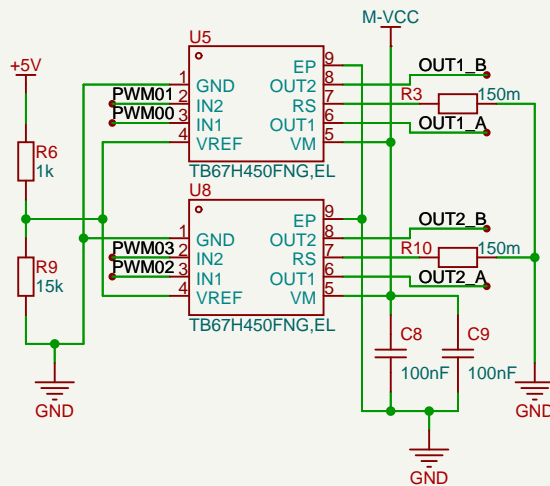 M-VCC
U5
+5V
EP 9
OUT1_B
1 GND
OUT2 8
PWM01 2 IN2
RS 7
R3
150m
PWM00 3 IN1
OUT1 6
OUT1_A
4 VREF
VM 5
R6
1k
TB67H450FNG,EL
U8
EP 9
OUT2_B
1 GND
OUT2 8
PWM03 2 IN2
RS 7
R10
150m
R9
15k
PWM02 3 IN1
OUT1 6
OUT2_A
4 VREF
VM 5
TB67H450FNG,EL
C8
C9
100nF
100nF
GND
GND
GND